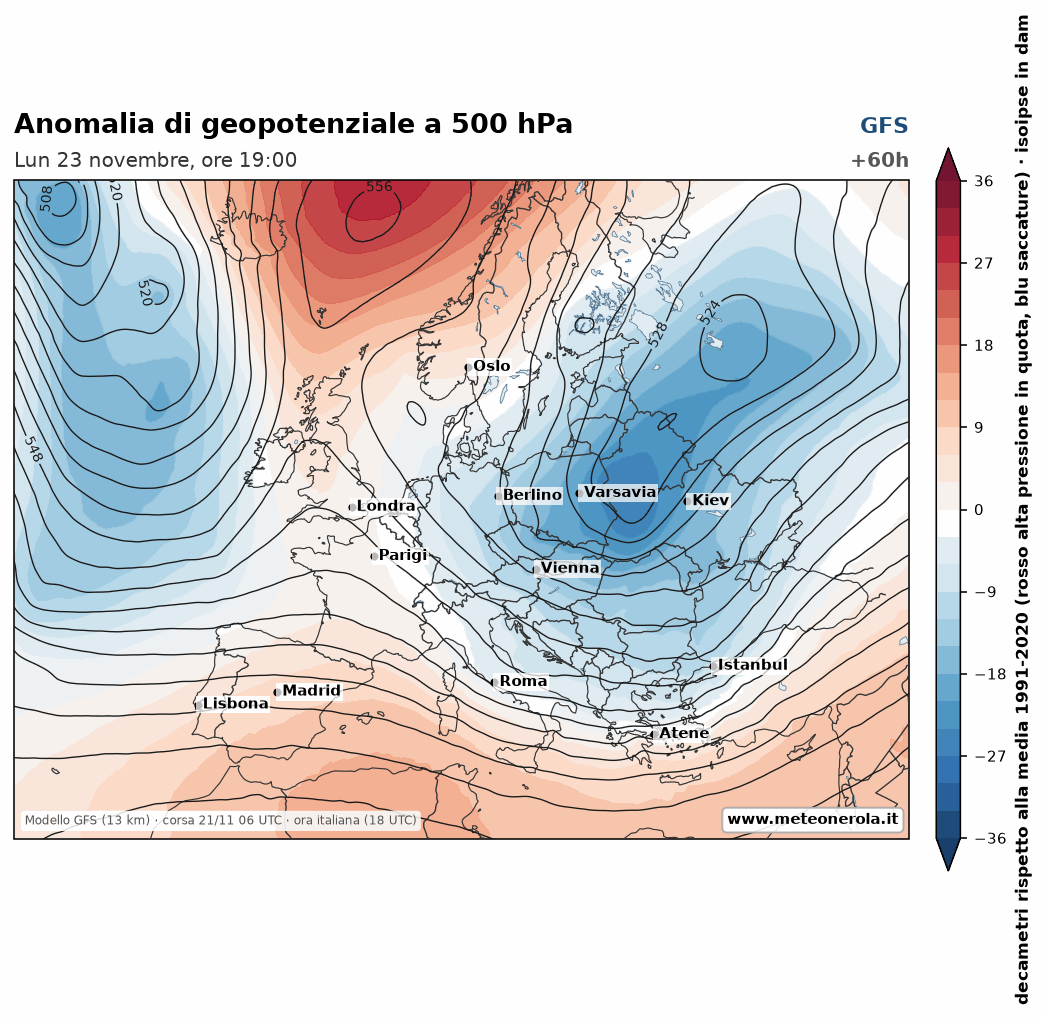 Anomalia di geopotenziale a 500 hPa
GFS
Lun 23 novembre, ore 19:00
+60h
508
520
556
520
524
528
548
Oslo
Berlino
Varsavia
Kiev
Londra
Parigi
Vienna
Istanbul
Roma
Madrid
Lisbona
Atene
Modello GFS (13 km) · corsa 21/11 06 UTC · ora italiana (18 UTC)
www.meteonerola.it
36
27
18
9
0
−9
−18
−27
−36
decametri rispetto alla media 1991-2020 (rosso alta pressione in quota, blu saccature) · isoipse in dam